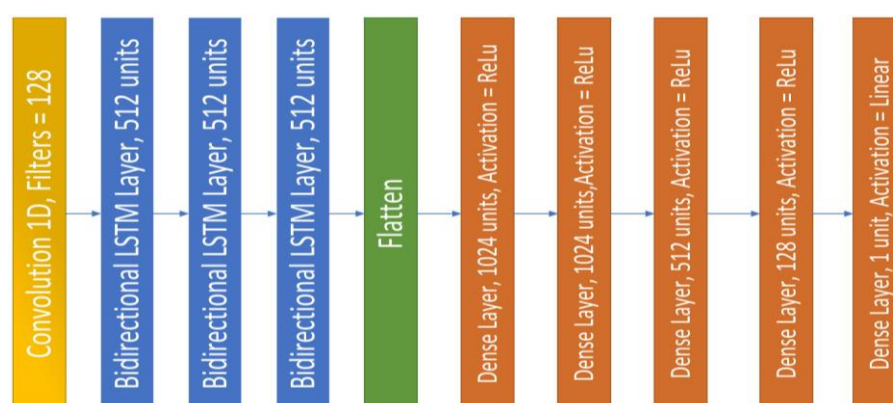 Convolution 1D, Filters = 128
Bidirectional LSTM Layer, 512 units
Bidirectional LSTM Layer, 512 units
Bidirectional LSTM Layer, 512 units
Flatten
Dense Layer, 1024 units, Activation = ReLu
Dense Layer, 1024 units,Activation = ReLu
Dense Layer, 512 units, Activation = ReLu
Dense Layer, 128 units, Activation = ReLu
Dense Layer, 1 unit, Activation = Linear